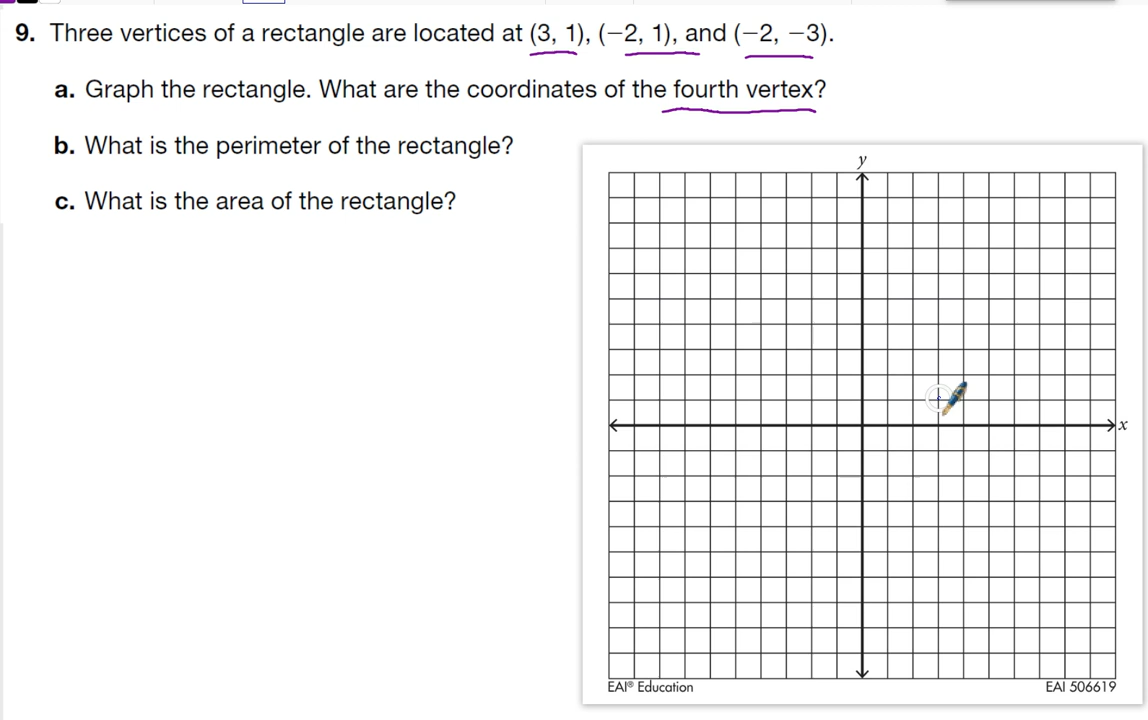 9. Three vertices of a rectangle are located at (3, 1), (−2, 1), and (−2, −3).
a. Graph the rectangle. What are the coordinates of the fourth vertex?
b. What is the perimeter of the rectangle?
c. What is the area of the rectangle?
y
x
EAI® Education EAI 506619